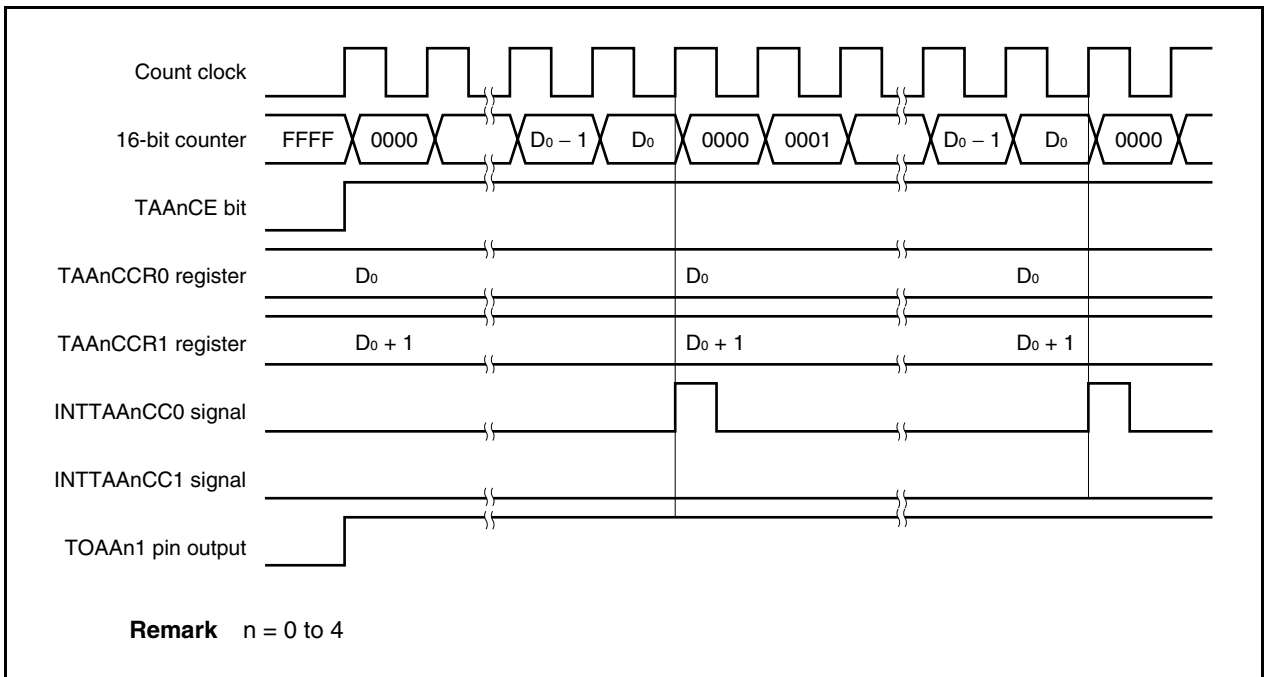 Count clock
16-bit counter FFFF 0000 D₀ − 1 D₀ 0000 0001 D₀ − 1 D₀ 0000
TAAnCE bit
TAAnCCR0 register D₀ D₀ D₀
TAAnCCR1 register D₀ + 1 D₀ + 1 D₀ + 1
INTTAAnCC0 signal
INTTAAnCC1 signal
TOAAn1 pin output
Remark n = 0 to 4